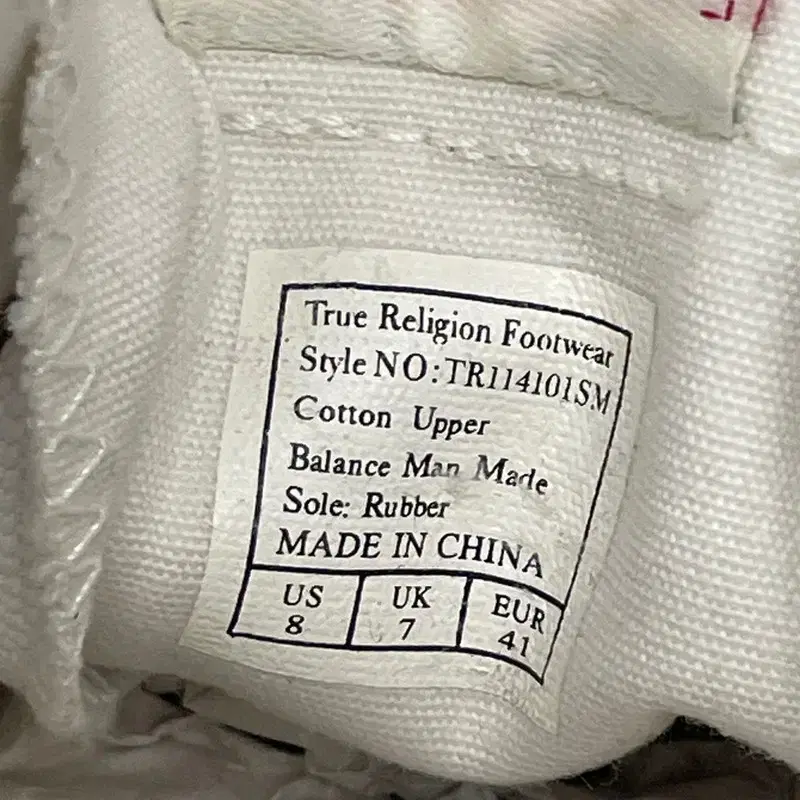 True Religion Footwear
Style NO:TR114101SM
Cotton Upper
Balance Man Made
Sole: Rubber
MADE IN CHINA
US UK EUR
8 7 41